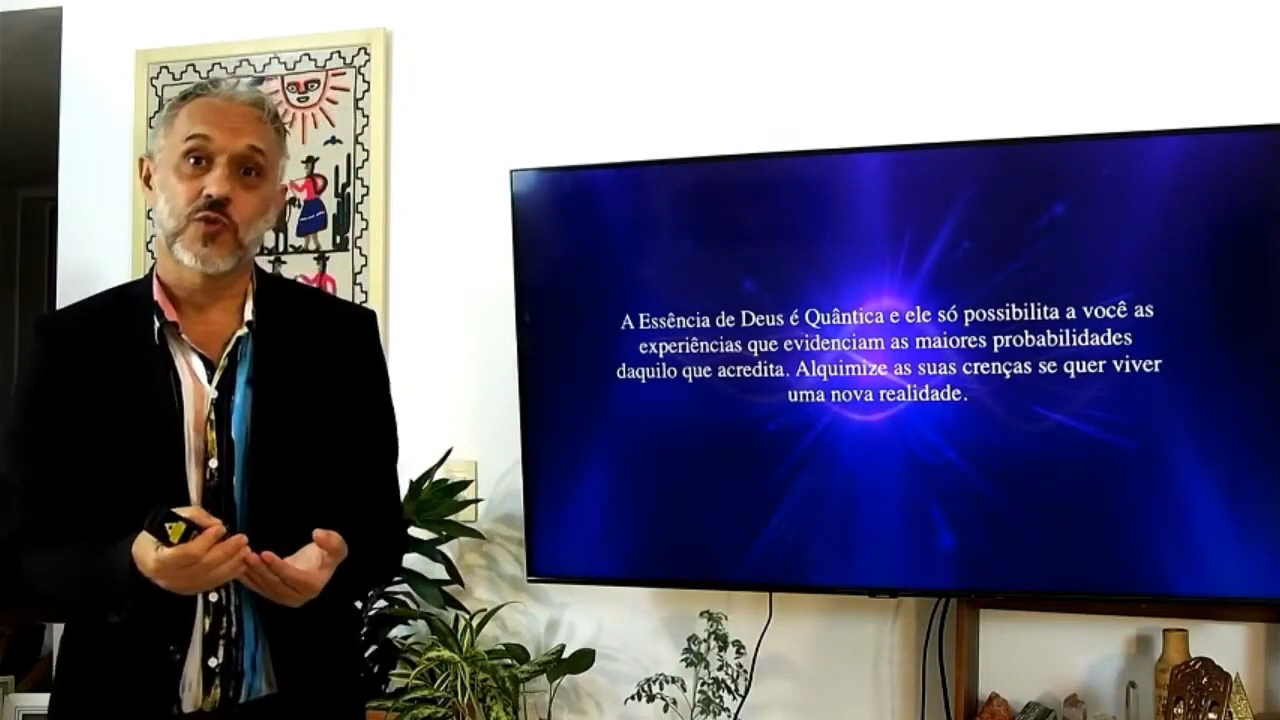 A Essência de Deus é Quântica e ele só possibilita a você as
experiências que evidenciam as maiores probabilidades
daquilo que acredita. Alquimize as suas crenças se quer viver
uma nova realidade.